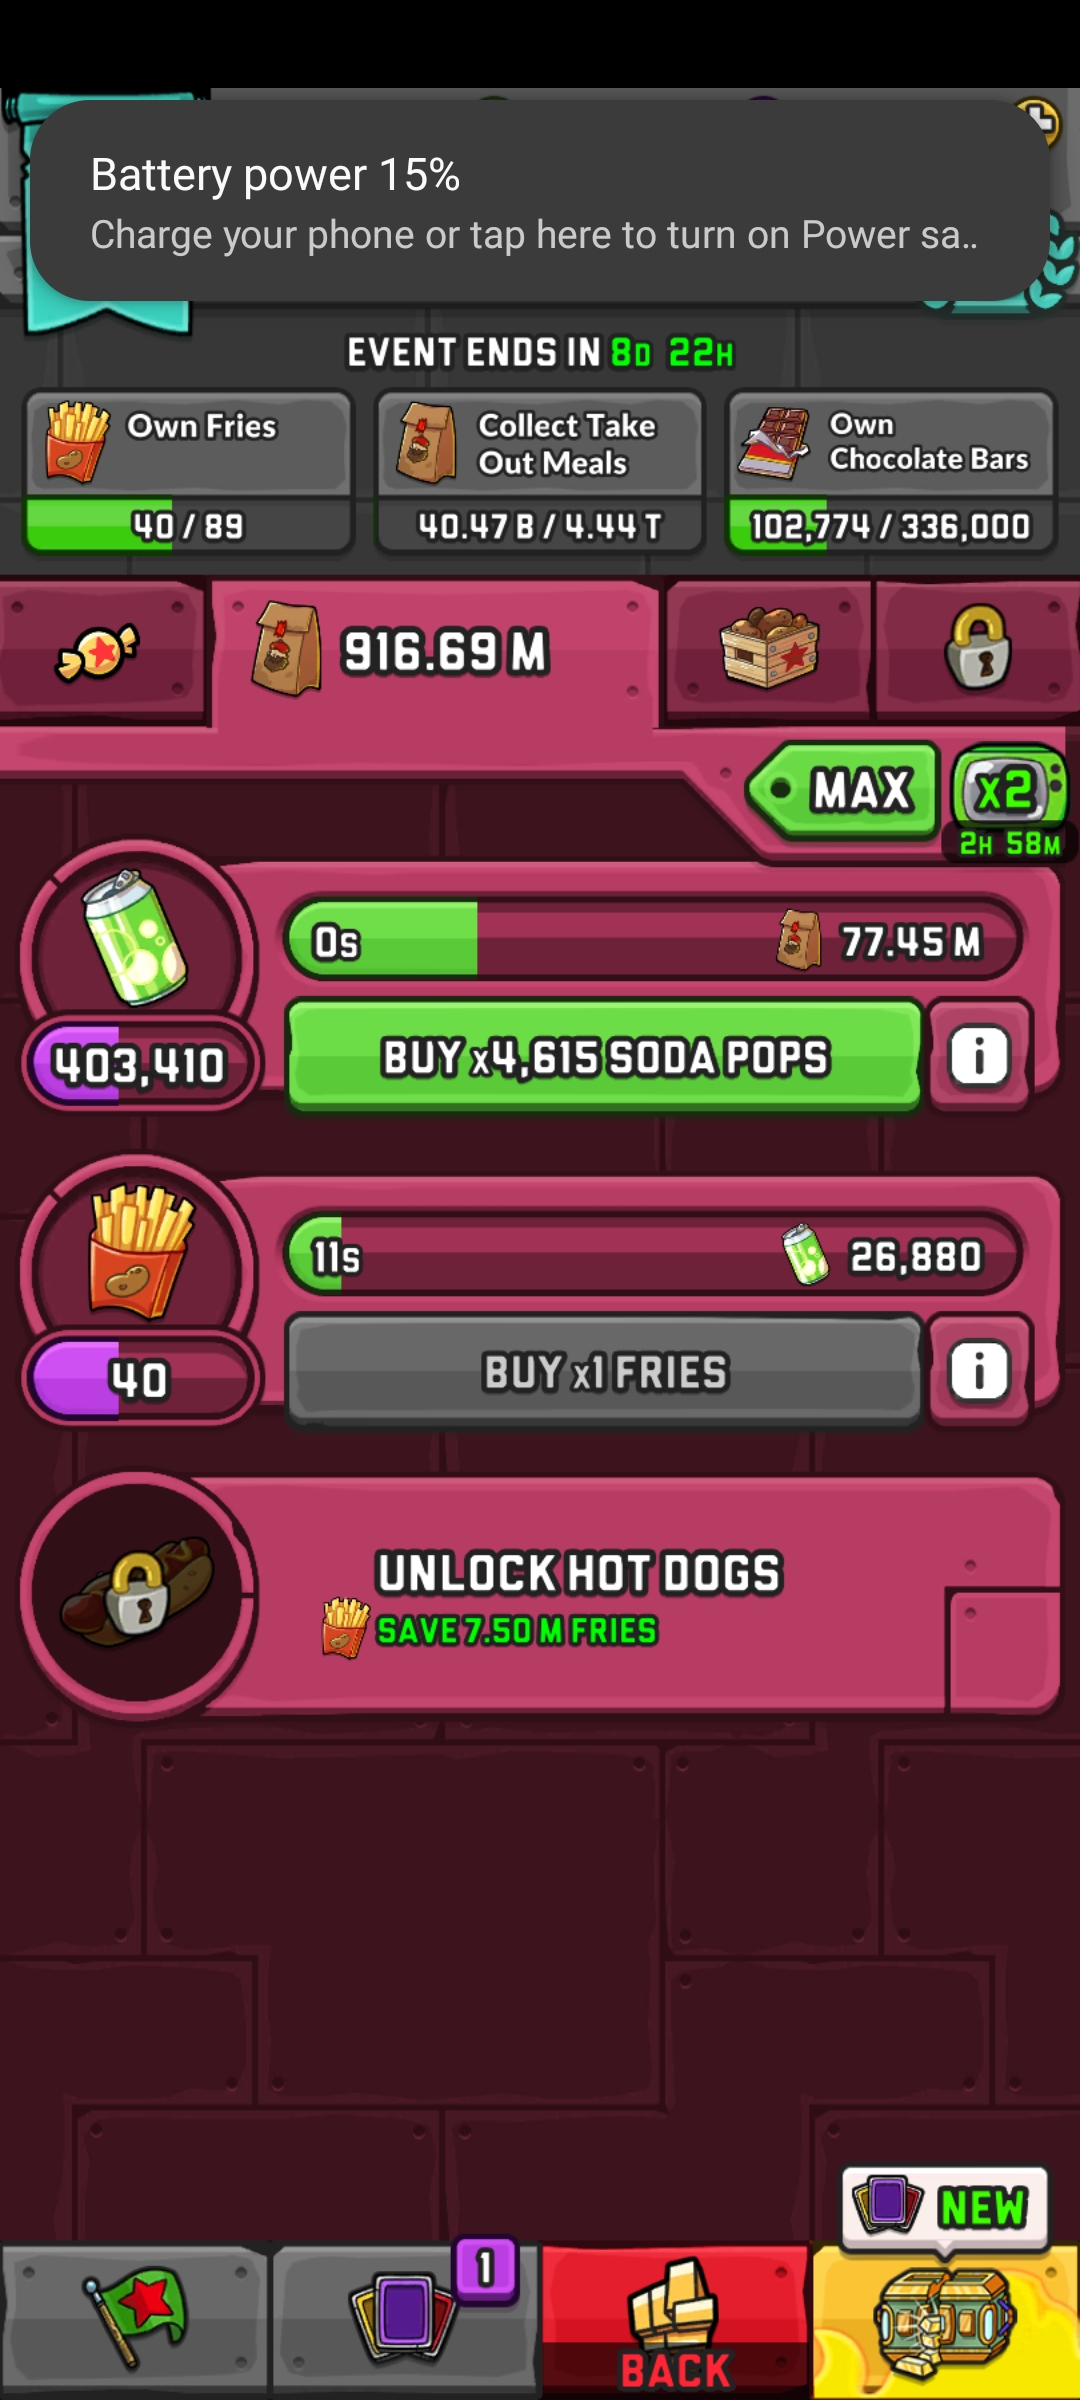 Battery power 15%
Charge your phone or tap here to turn on Power sa..
EVENT ENDS IN 8D 22H
Own Fries
40 / 89
Collect Take
Out Meals
40.47 B / 4.44 T
Own
Chocolate Bars
102,774 / 336,000
916.69 M
MAX
x2
2H 58M
0s
77.45 M
403,410
BUY x4,615 SODA POPS
i
11s
26,880
40
BUY x1 FRIES
i
UNLOCK HOT DOGS
SAVE 7.50 M FRIES
NEW
1
BACK